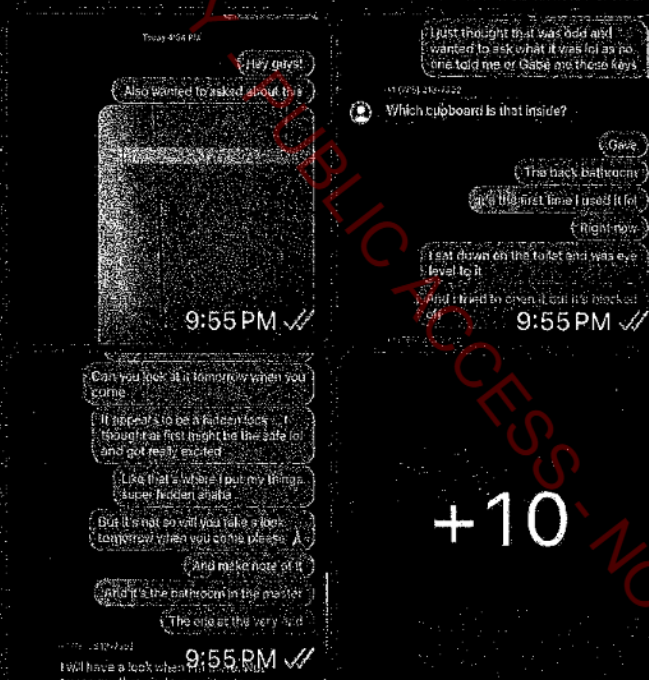 Today 4:54 PM
Hey guys!
Also wanted to asked about this
9:55 PM
I just thought that was odd and
wanted to ask what it was lol as no
one told me or Gabe me those keys
Which cupboard is that inside?
Gave
The back bathroom
it's the first time I used it lol
Right now
I sat down on the toilet and was eye
level to it
And I tried to open it but it's blocked
off
9:55 PM
Can you look at it tomorrow when you
come
It appears to be a hidden lock
thought at first might be the safe lol
and got really excited
Like that's where I put my things
super hidden ahaha
But it's not so will you take a look
tomorrow when you come please
And make note of it
And it's the bathroom in the master
The one at the very
I will have a look when
9:55 PM
+10
Y - PUBLIC ACCESS - NO